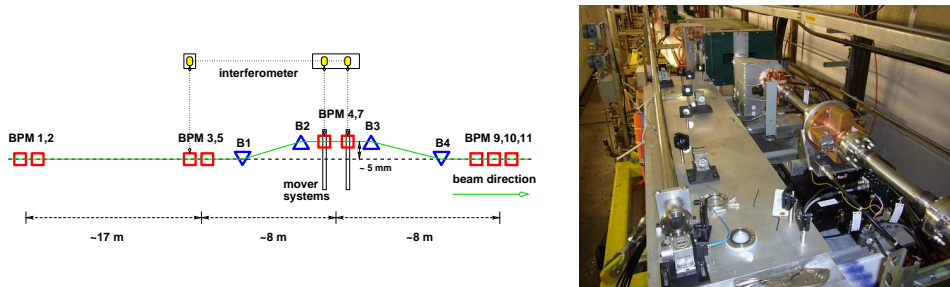 interferometer
BPM 4,7
B2
B3
BPM 1,2
BPM 3,5
B1
B4
BPM 9,10,11
~ 5 mm
mover
systems
beam direction
~17 m
~8 m
~8 m